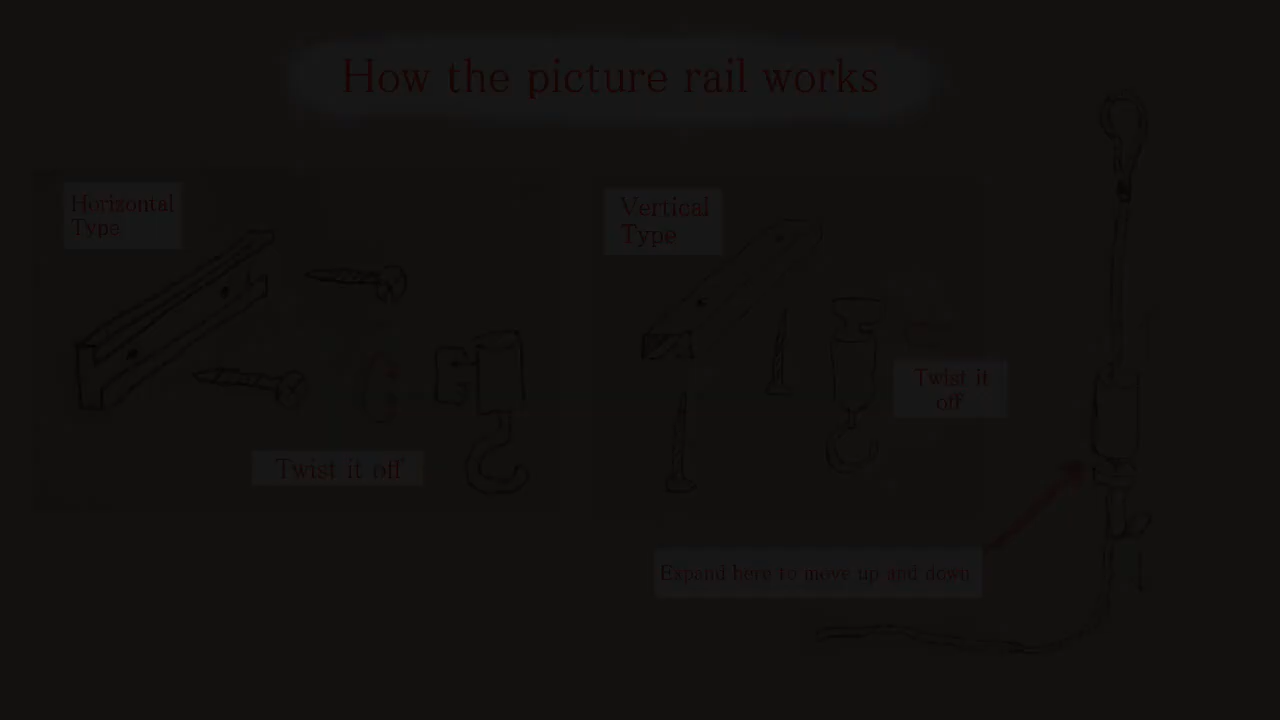 How the picture rail works
Horizontal
Type
Vertical
Type
Twist it
off
Twist it off
Expand here to move up and down